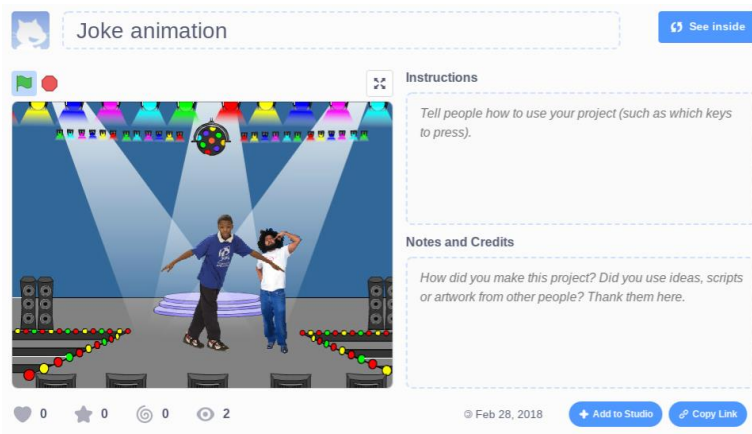 Joke animation
See inside
Instructions
Tell people how to use your project (such as which keys
to press).
Notes and Credits
How did you make this project? Did you use ideas, scripts
or artwork from other people? Thank them here.
0
0
0
2
© Feb 28, 2018
Add to Studio
Copy Link